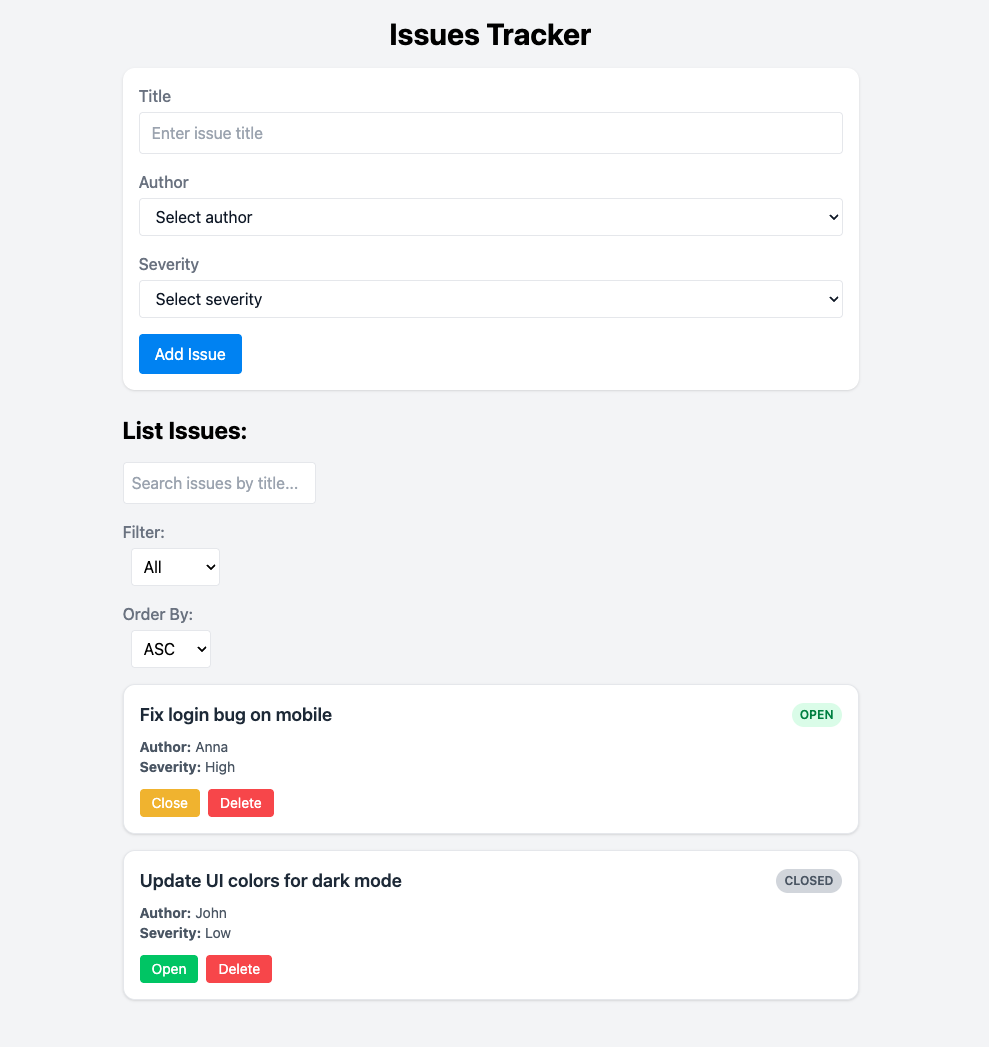 Issues Tracker
Title
Enter issue title
Author
Select author
Severity
Select severity
Add Issue
List Issues:
Search issues by title...
Filter:
All
Order By:
ASC
Fix login bug on mobile
OPEN
Author: Anna
Severity: High
Close
Delete
Update UI colors for dark mode
CLOSED
Author: John
Severity: Low
Open
Delete